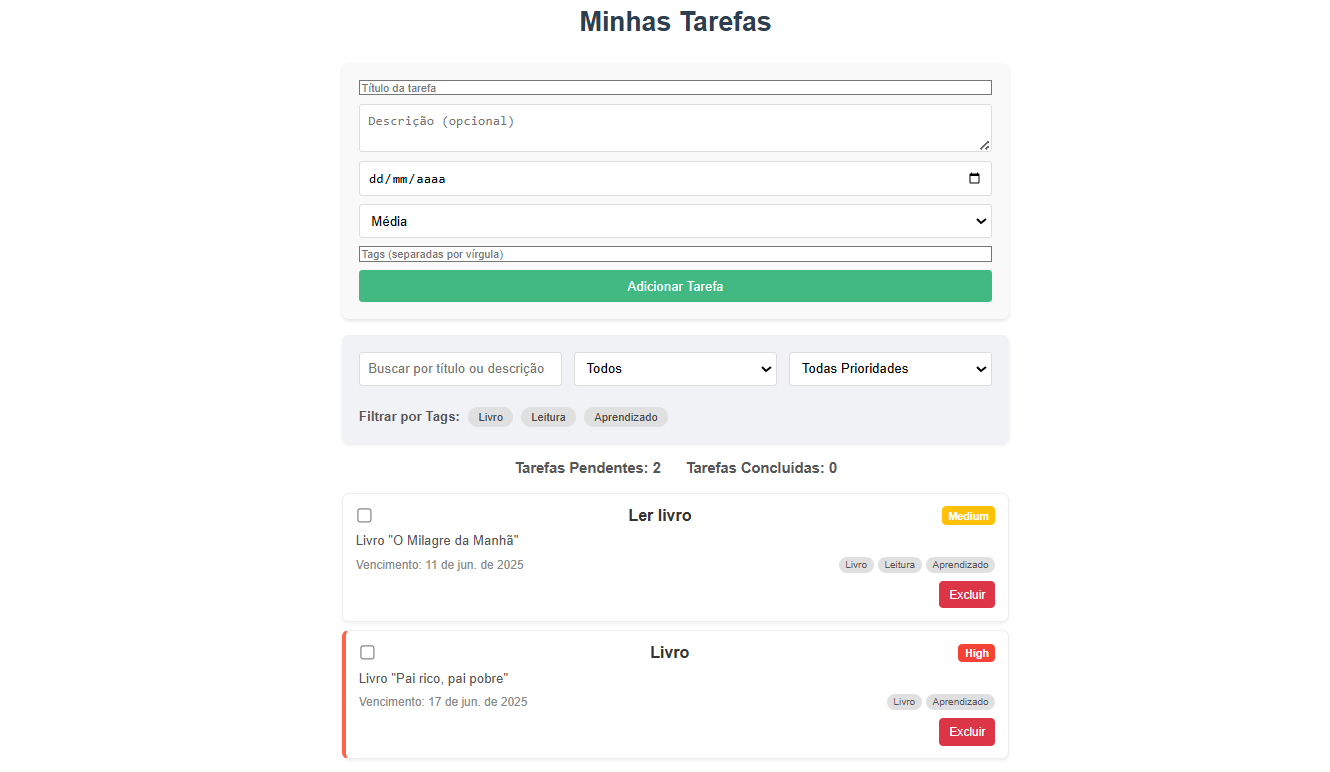 Minhas Tarefas
Título da tarefa
Descrição (opcional)
dd/mm/aaaa
Média
Tags (separadas por vírgula)
Adicionar Tarefa
Buscar por título ou descrição Todos Todas Prioridades
Filtrar por Tags: Livro Leitura Aprendizado
Tarefas Pendentes: 2 Tarefas Concluídas: 0
Ler livro Medium
Livro "O Milagre da Manhã"
Vencimento: 11 de jun. de 2025 Livro Leitura Aprendizado
Excluir
Livro High
Livro "Pai rico, pai pobre"
Vencimento: 17 de jun. de 2025 Livro Aprendizado
Excluir